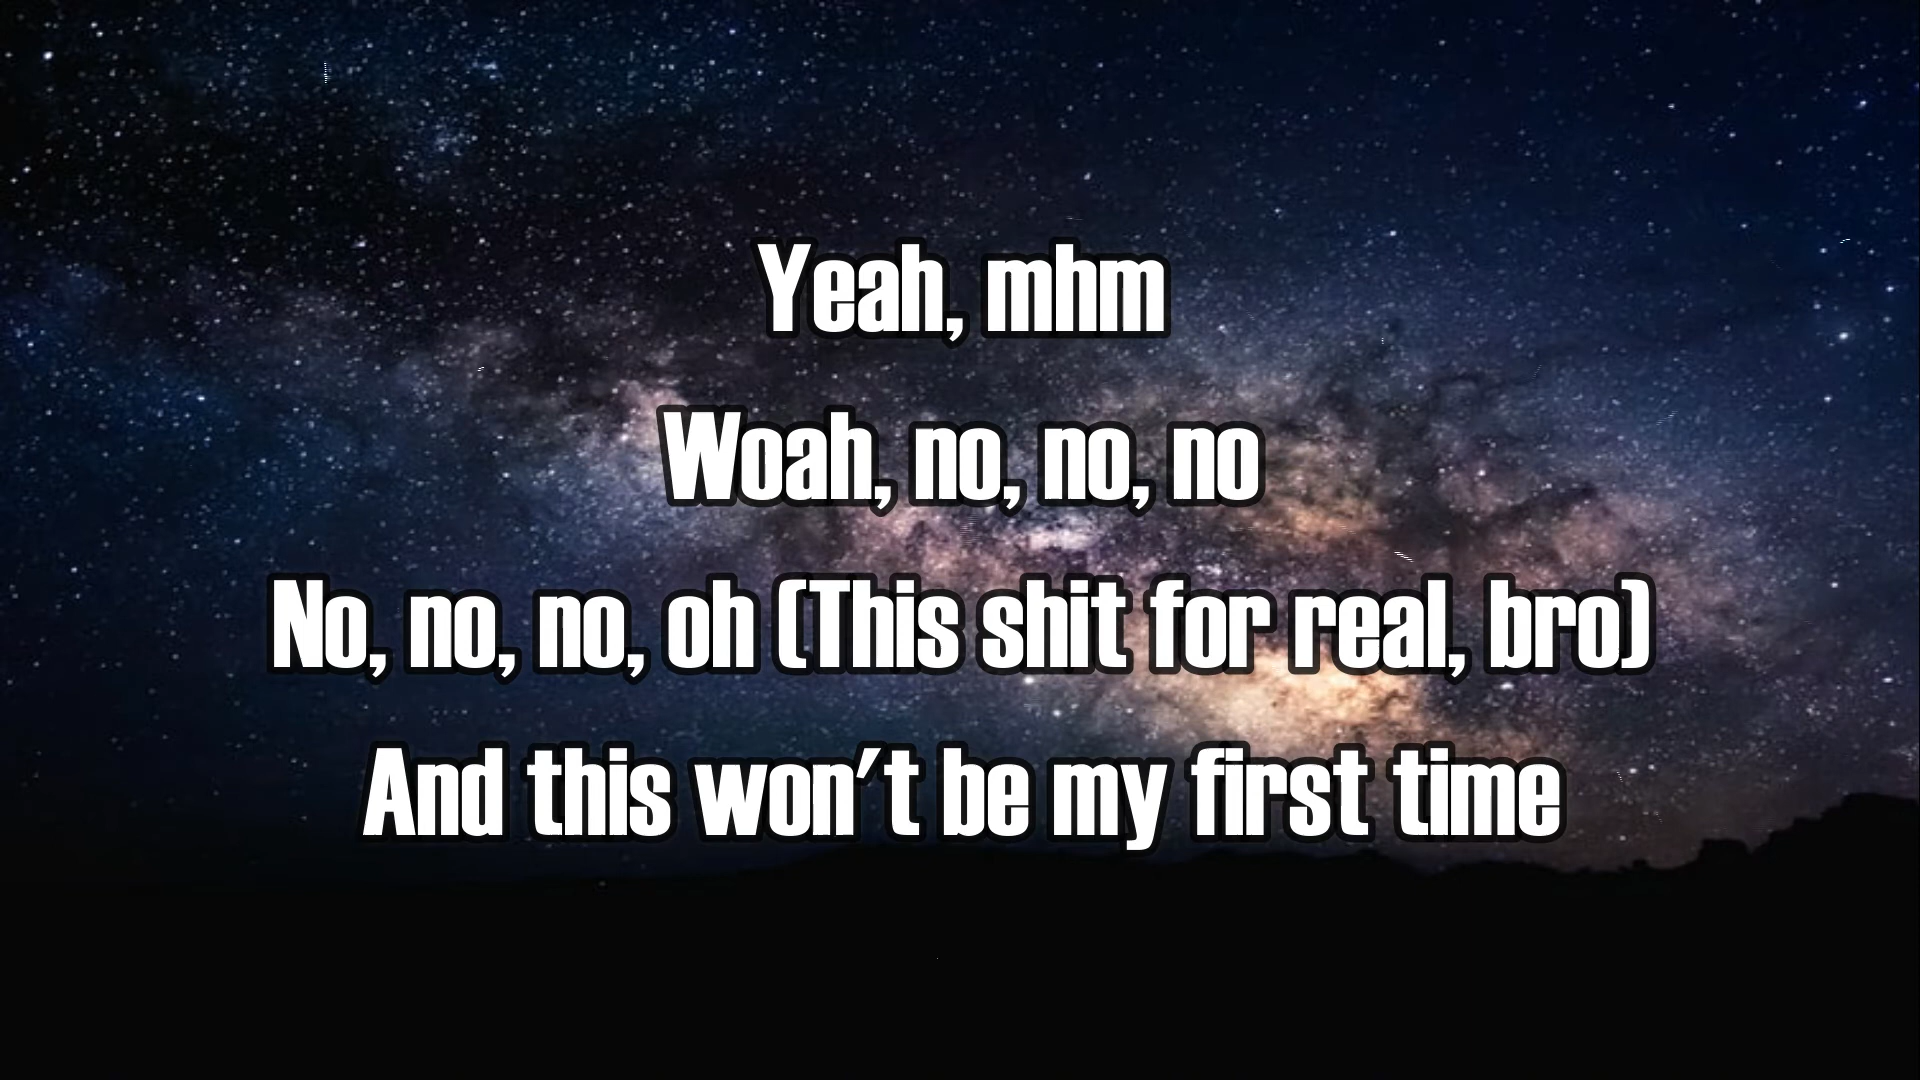 Yeah, mhm
Woah, no, no, no
No, no, no, oh (This shit for real, bro)
And this won't be my first time